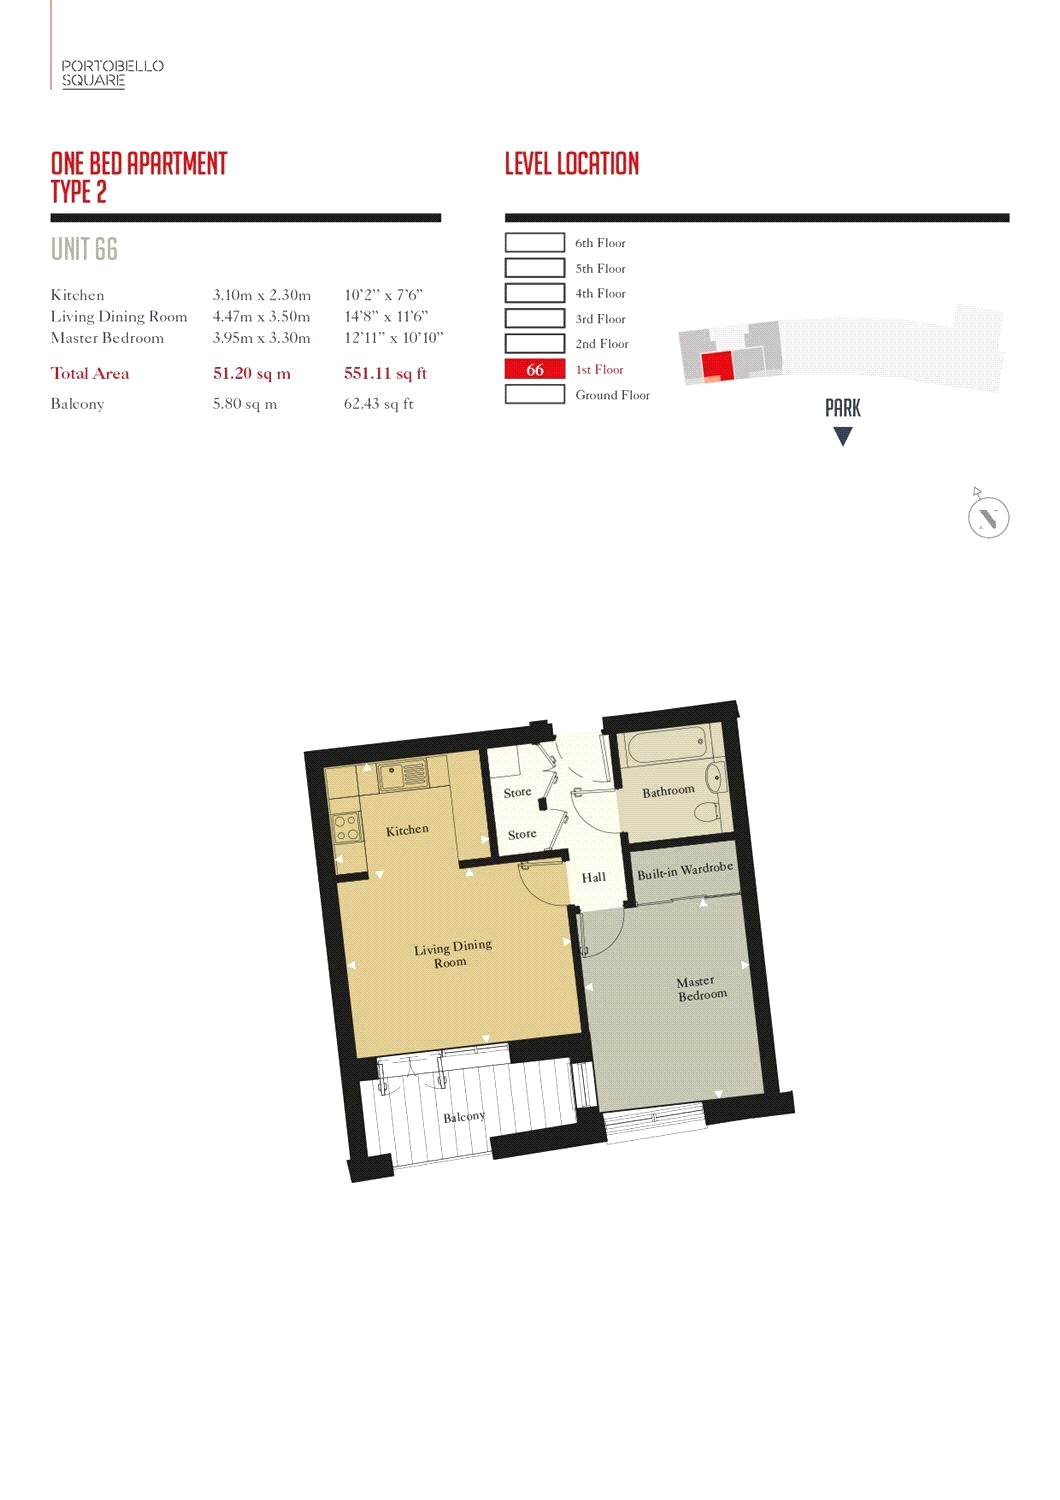 PORTOBELLO
SQUARE
ONE BED APARTMENT
TYPE 2
UNIT 66
Kitchen 3.10m x 2.30m 10’2” x 7’6”
Living Dining Room 4.47m x 3.50m 14’8” x 11’6”
Master Bedroom 3.95m x 3.30m 12’11” x 10’10”
Total Area 51.20 sq m 551.11 sq ft
Balcony 5.80 sq m 62.43 sq ft
LEVEL LOCATION
6th Floor
5th Floor
4th Floor
3rd Floor
2nd Floor
66 1st Floor
Ground Floor
PARK
N
Store
Bathroom
Kitchen
Store
Hall
Built-in Wardrobe
Living Dining
Room
Master
Bedroom
Balcony